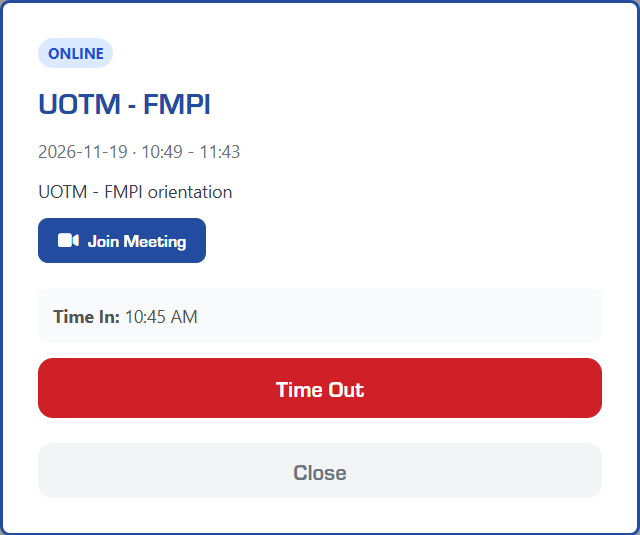 ONLINE
UOTM - FMPI
2026-11-19 · 10:49 - 11:43
UOTM - FMPI orientation
Join Meeting
Time In: 10:45 AM
Time Out
Close